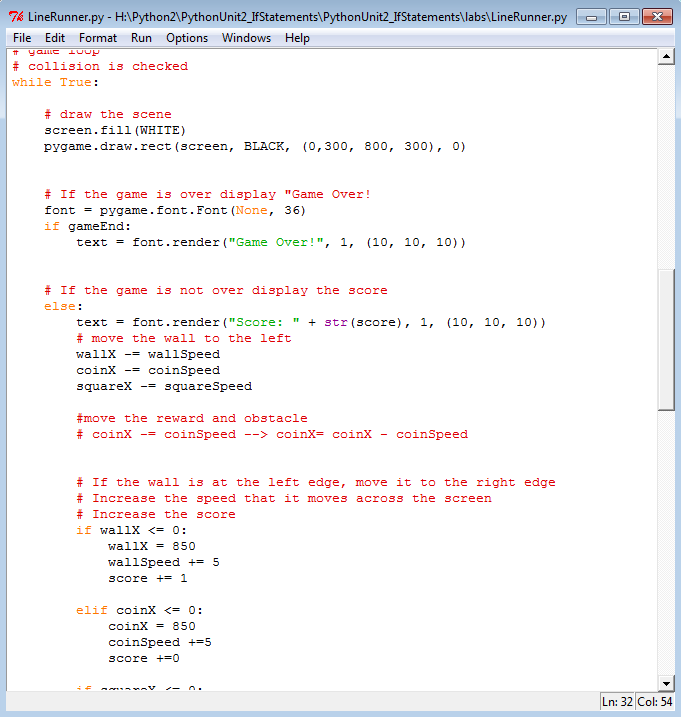 LineRunner.py - H:\Python2\PythonUnit2_IfStatements\PythonUnit2_IfStatements\labs\LineRunner.py
File Edit Format Run Options Windows Help
# game loop
# collision is checked
while True:
# draw the scene
screen.fill(WHITE)
pygame.draw.rect(screen, BLACK, (0,300, 800, 300), 0)
# If the game is over display "Game Over!
font = pygame.font.Font(None, 36)
if gameEnd:
text = font.render("Game Over!", 1, (10, 10, 10))
# If the game is not over display the score
else:
text = font.render("Score: " + str(score), 1, (10, 10, 10))
# move the wall to the left
wallX -= wallSpeed
coinX -= coinSpeed
squareX -= squareSpeed
#move the reward and obstacle
# coinX -= coinSpeed --> coinX= coinX - coinSpeed
# If the wall is at the left edge, move it to the right edge
# Increase the speed that it moves across the screen
# Increase the score
if wallX <= 0:
wallX = 850
wallSpeed += 5
score += 1
elif coinX <= 0:
coinX = 850
coinSpeed +=5
score +=0
if squareX <= 0:
Ln: 32 Col: 54